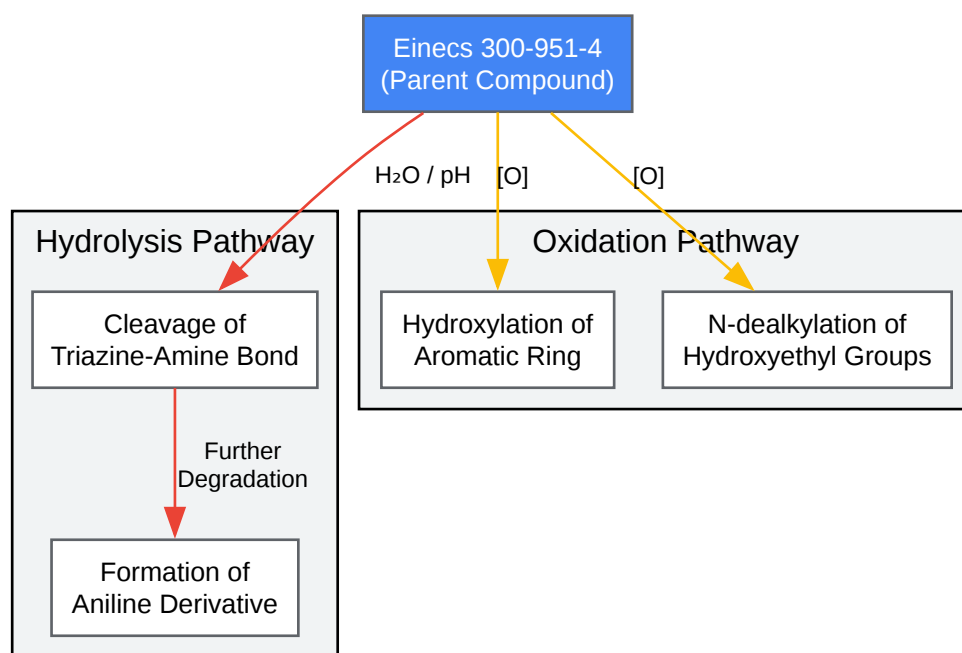 Einecs 300-951-4
(Parent Compound)
H₂O / pH
[O]
[O]
Hydrolysis Pathway
Oxidation Pathway
Cleavage of
Triazine-Amine Bond
Hydroxylation of
Aromatic Ring
N-dealkylation of
Hydroxyethyl Groups
Further
Degradation
Formation of
Aniline Derivative